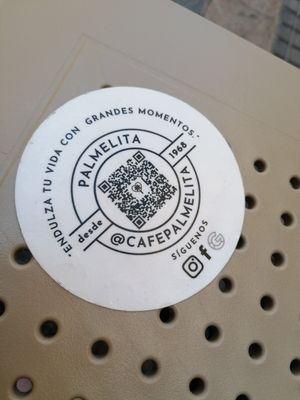 -ENDULZA TU VIDA CON GRANDES MOMENTOS.-
PALMELITA
desde 1968
@CAFEPALMELITA
SÍGUENOS